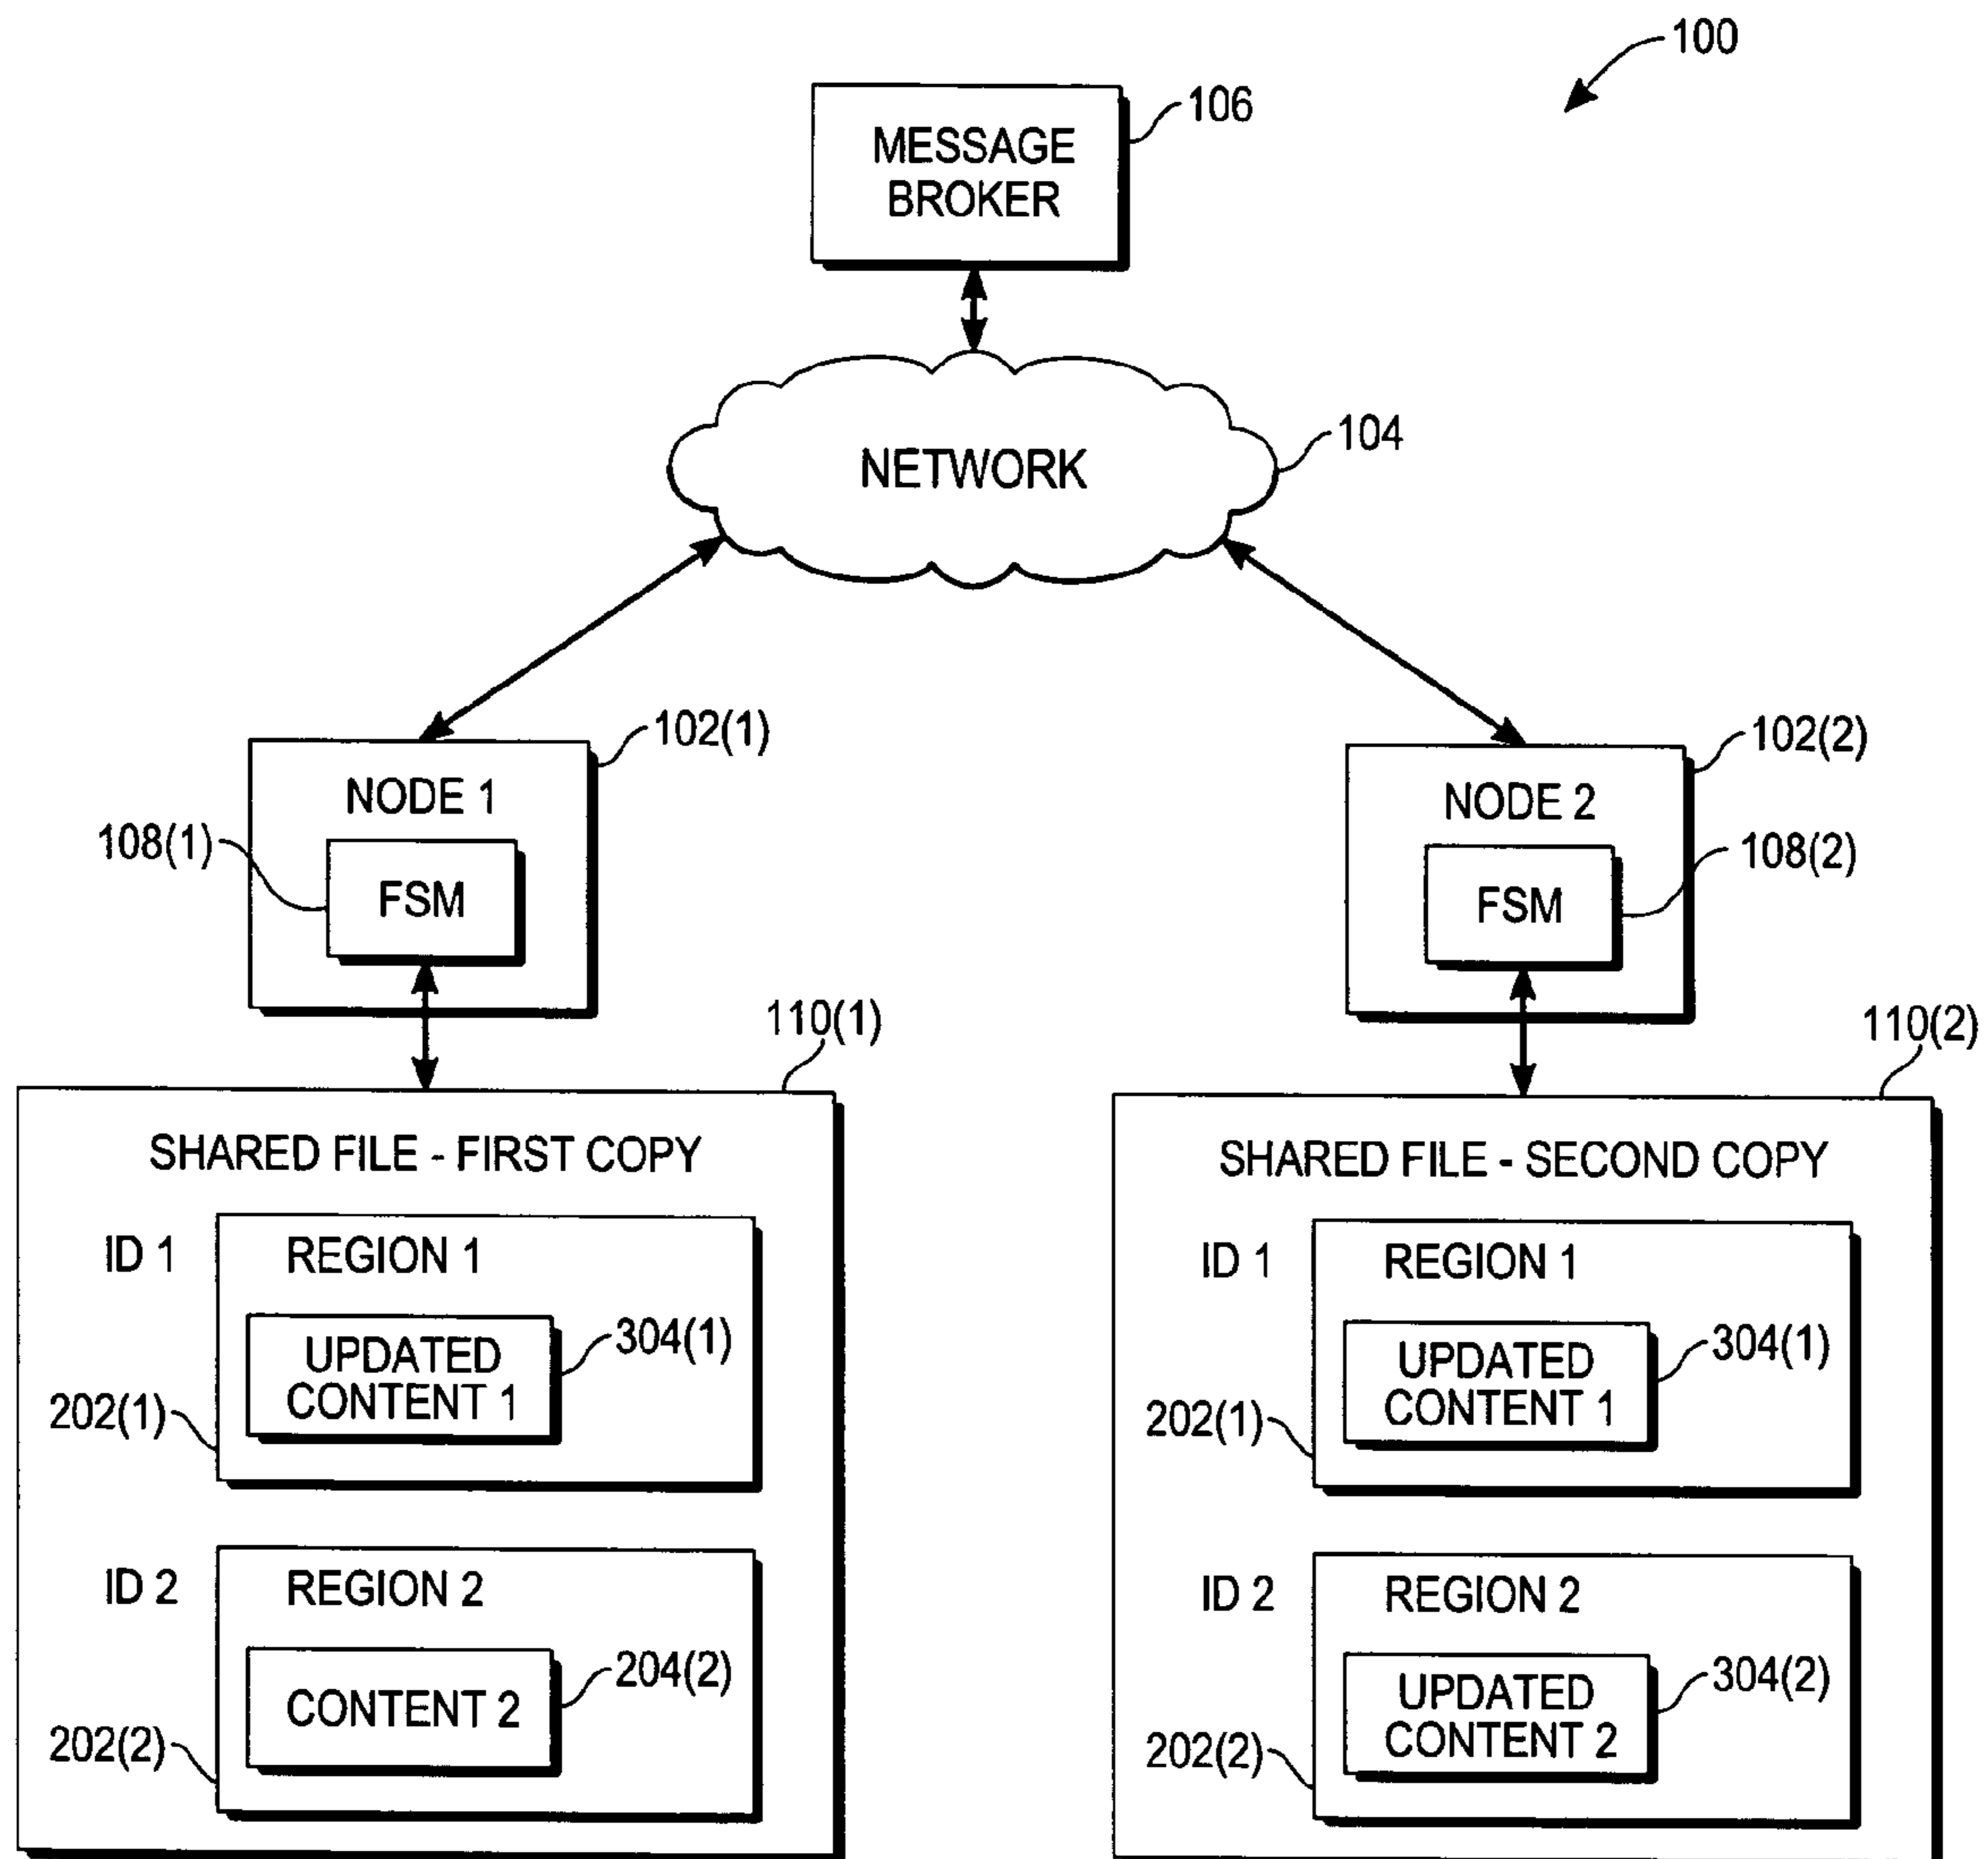 100
106
MESSAGE
BROKER
104
NETWORK
102(1)
NODE 1
108(1)
FSM
102(2)
NODE 2
108(2)
FSM
110(1)
SHARED FILE - FIRST COPY
ID 1
REGION 1
UPDATED
CONTENT 1
304(1)
202(1)
ID 2
REGION 2
CONTENT 2
204(2)
202(2)
110(2)
SHARED FILE - SECOND COPY
ID 1
REGION 1
UPDATED
CONTENT 1
304(1)
202(1)
ID 2
REGION 2
UPDATED
CONTENT 2
304(2)
202(2)